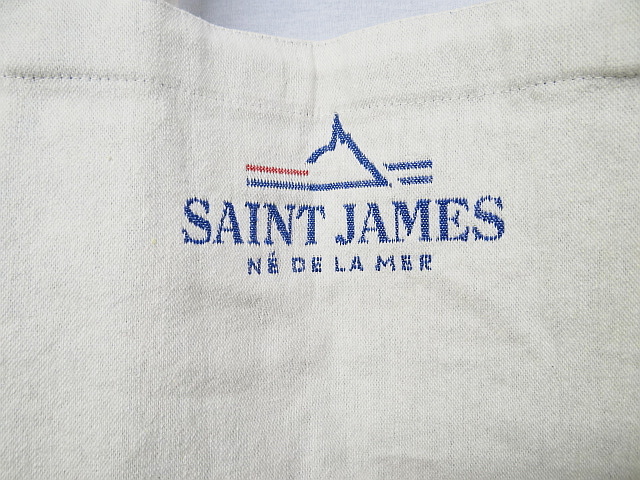 SAINT JAMES
NÉ DE LA MER